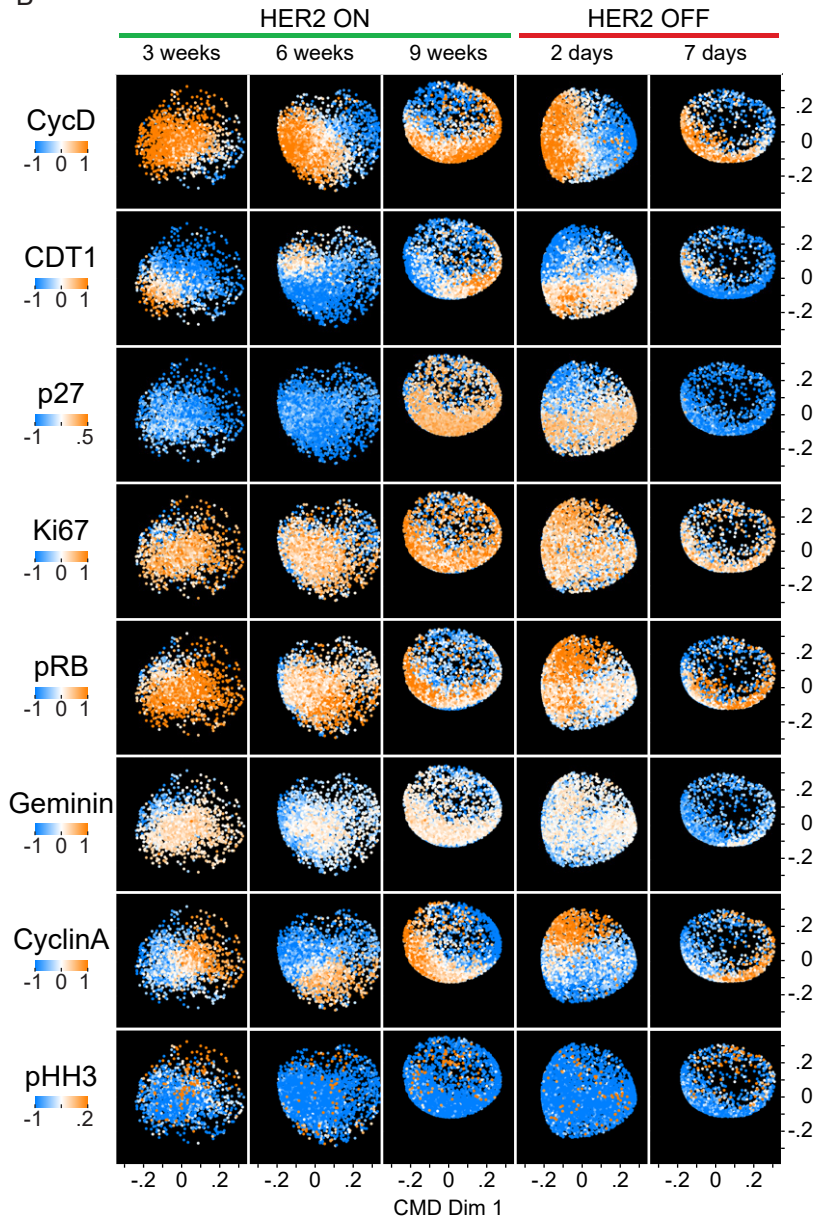 B
HER2 ON HER2 OFF
3 weeks 6 weeks 9 weeks 2 days 7 days
CycD
-1 0 1
.2
0
-.2
CDT1
-1 0 1
.2
0
-.2
p27
-1 .5
.2
0
-.2
Ki67
-1 0 1
.2
0
-.2
pRB
-1 0 1
.2
0
-.2
Geminin
-1 0 1
.2
0
-.2
CyclinA
-1 0 1
.2
0
-.2
pHH3
-1 .2
.2
0
-.2
-.2 0 .2 -.2 0 .2 -.2 0 .2 -.2 0 .2 -.2 0 .2
CMD Dim 1